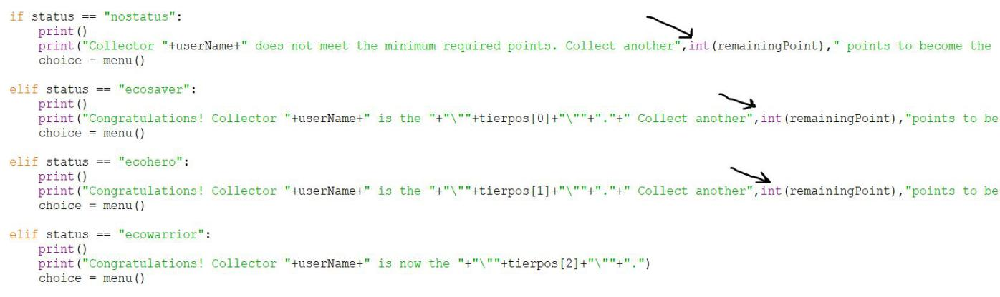 if status == "nostatus":
    print()
    print("Collector "+userName+" does not meet the minimum required points. Collect another",int(remainingPoint)," points to become the
    choice = menu()
elif status == "ecosaver":
    print()
    print("Congratulations! Collector "+userName+" is the "+"\""+tierpos[0]+"\""+"."+" Collect another",int(remainingPoint),"points to be
    choice = menu()
elif status == "ecohero":
    print()
    print("Congratulations! Collector "+userName+" is the "+"\""+tierpos[1]+"\""+"."+" Collect another",int(remainingPoint),"points to be
    choice = menu()
elif status == "ecowarrior":
    print()
    print("Congratulations! Collector "+userName+" is now the "+"\""+tierpos[2]+"\""+".")
    choice = menu()